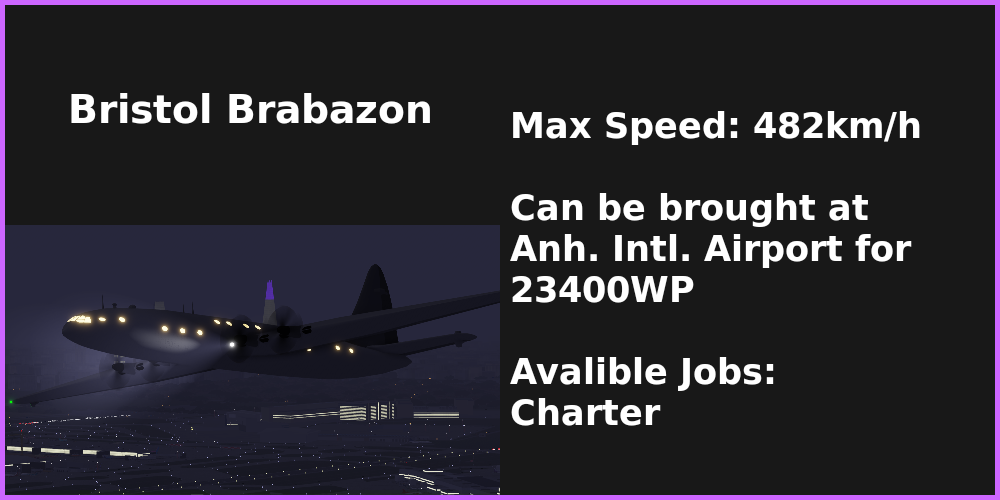 Bristol Brabazon
Max Speed: 482km/h
Can be brought at
Anh. Intl. Airport for
23400WP
Avalible Jobs:
Charter